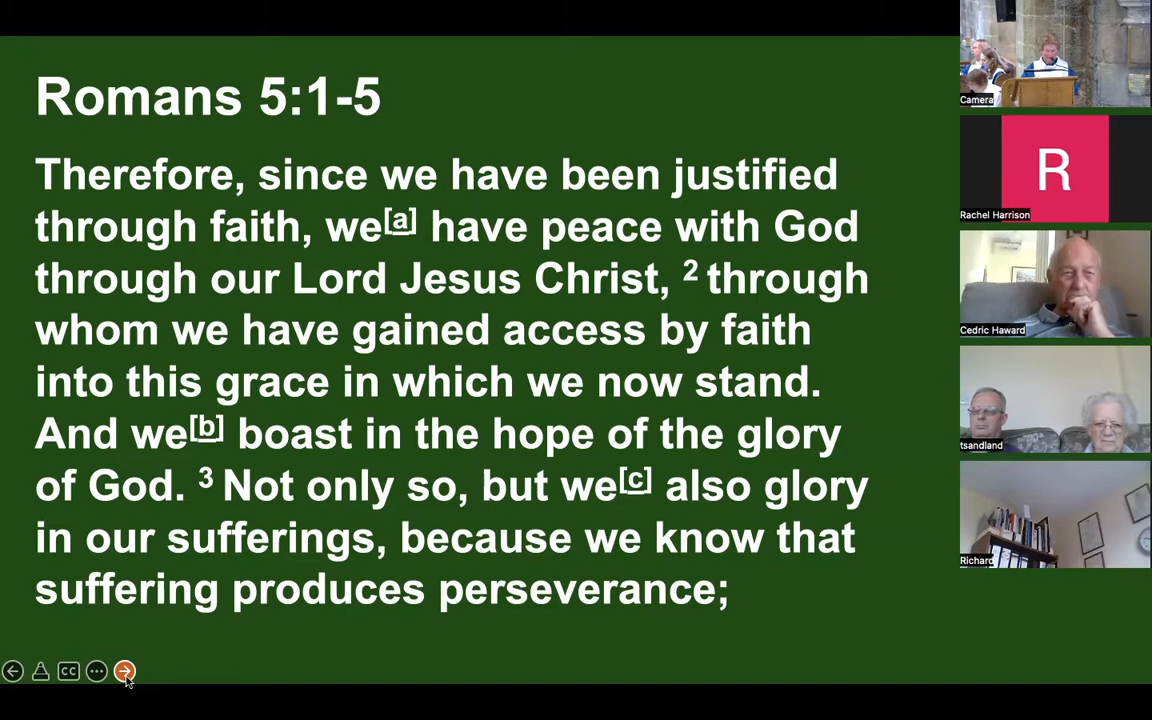 Romans 5:1-5
Therefore, since we have been justified
through faith, we[a] have peace with God
through our Lord Jesus Christ, 2 through
whom we have gained access by faith
into this grace in which we now stand.
And we[b] boast in the hope of the glory
of God. 3 Not only so, but we[c] also glory
in our sufferings, because we know that
suffering produces perseverance;
CC
Camera
R
Rachel Harrison
Cedric Haward
tsandland
Richard